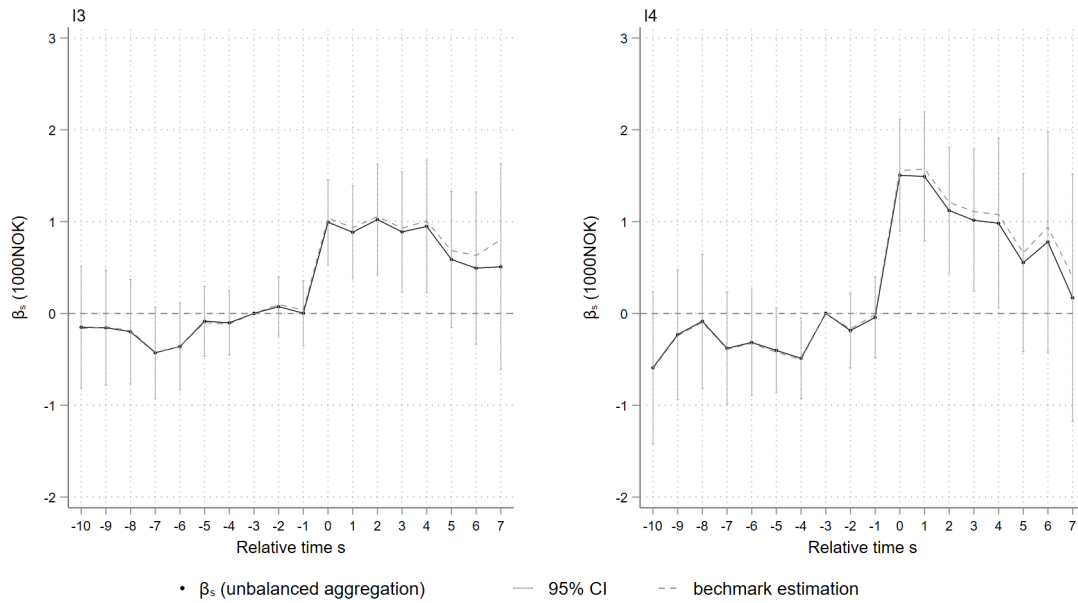 I3
3
2
1
0
-1
-2
βₛ (1000NOK)
-10 -9 -8 -7 -6 -5 -4 -3 -2 -1 0 1 2 3 4 5 6 7
Relative time s
I4
3
2
1
0
-1
-2
βₛ (1000NOK)
-10 -9 -8 -7 -6 -5 -4 -3 -2 -1 0 1 2 3 4 5 6 7
Relative time s
βₛ (unbalanced aggregation) 95% CI bechmark estimation